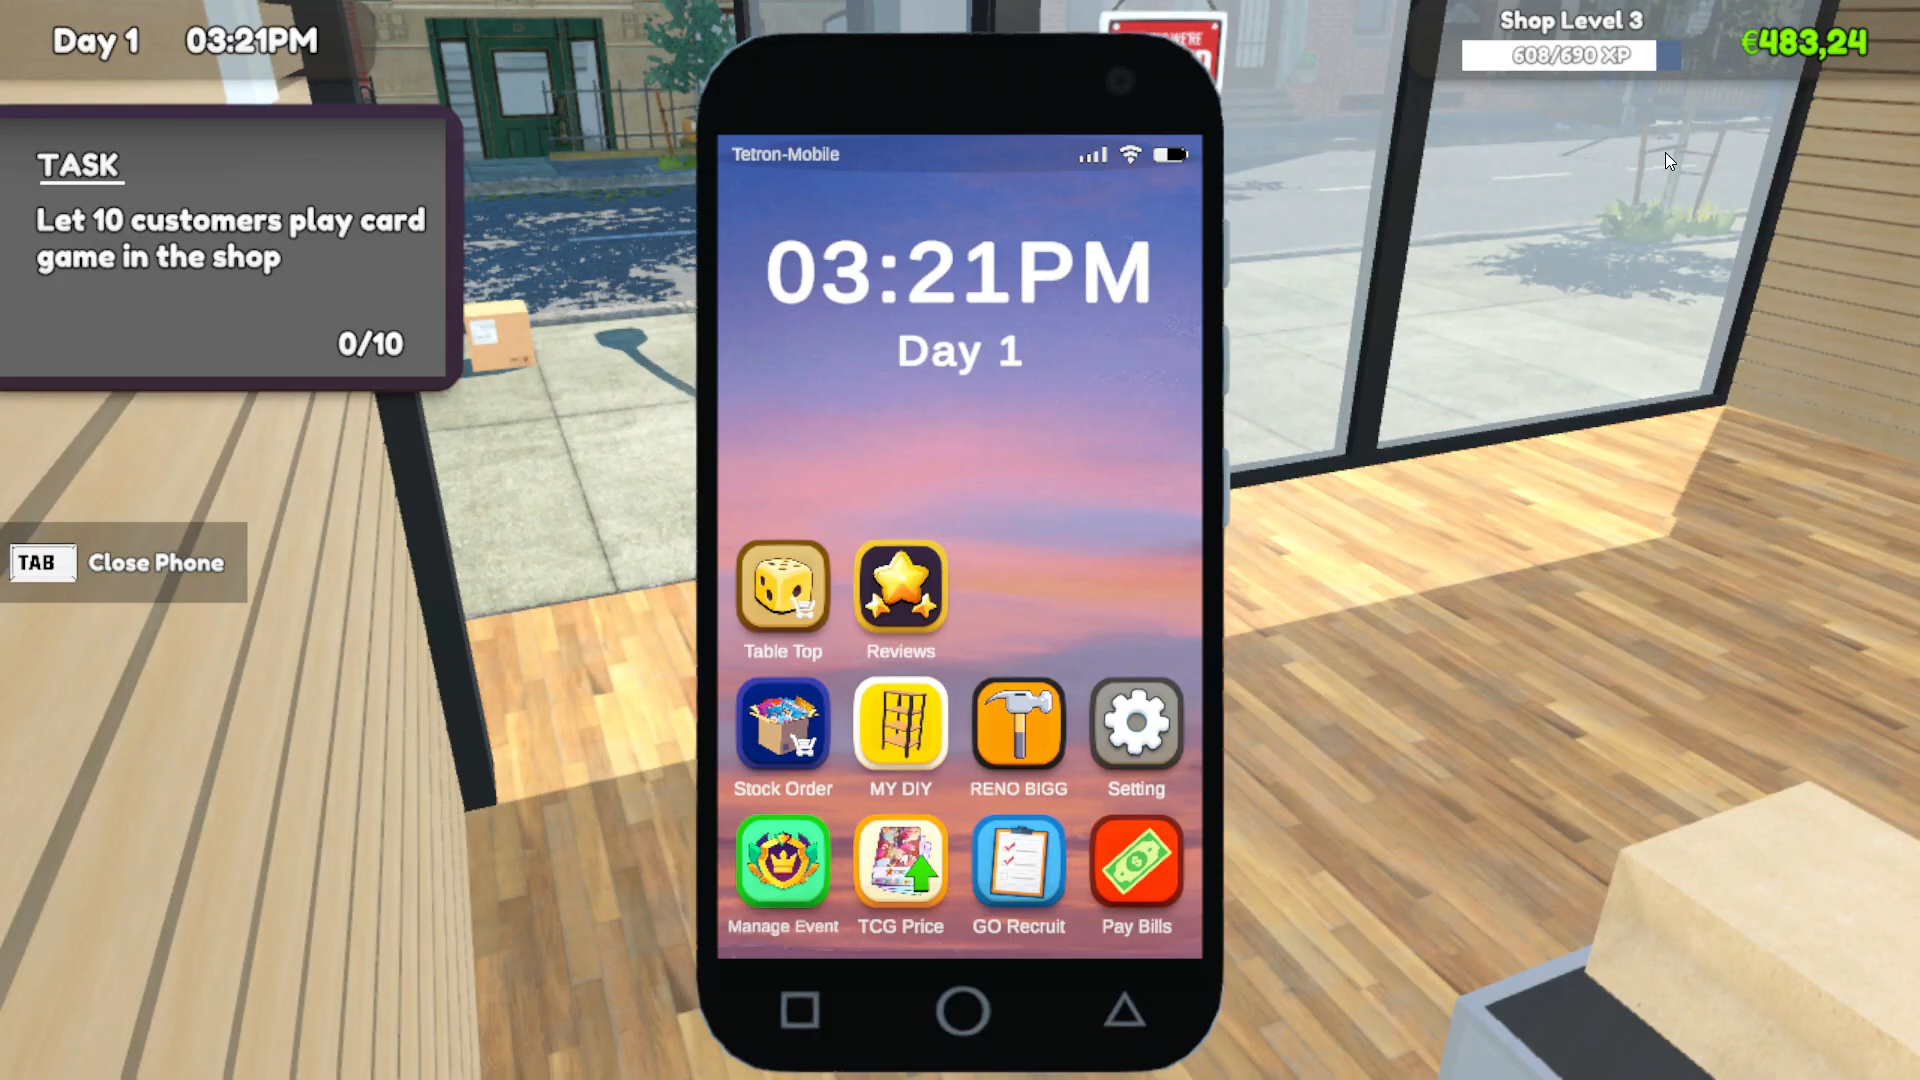 Day 1 03:21PM
Shop Level 3
608/690 XP
€483,24
TASK
Let 10 customers play card
game in the shop
0/10
TAB Close Phone
Tetron-Mobile
03:21PM
Day 1
Table Top Reviews
Stock Order MY DIY RENO BIGG Setting
Manage Event TCG Price GO Recruit Pay Bills